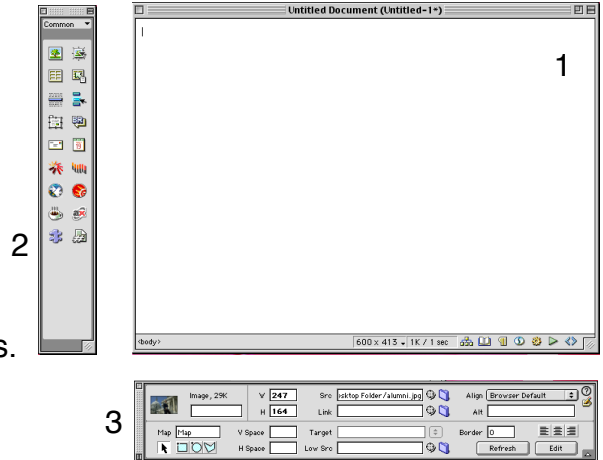 Common
Untitled Document (Untitled-1*)
1
2
s.
<body>
600 x 413 1K / 1 sec
3
Image, 29K
V 247
Src sktop Folder/alumni.jpg
Align Browser Default
H 164
Link
Alt
Map Map
V Space
Target
Border 0
H Space
Low Src
Refresh
Edit